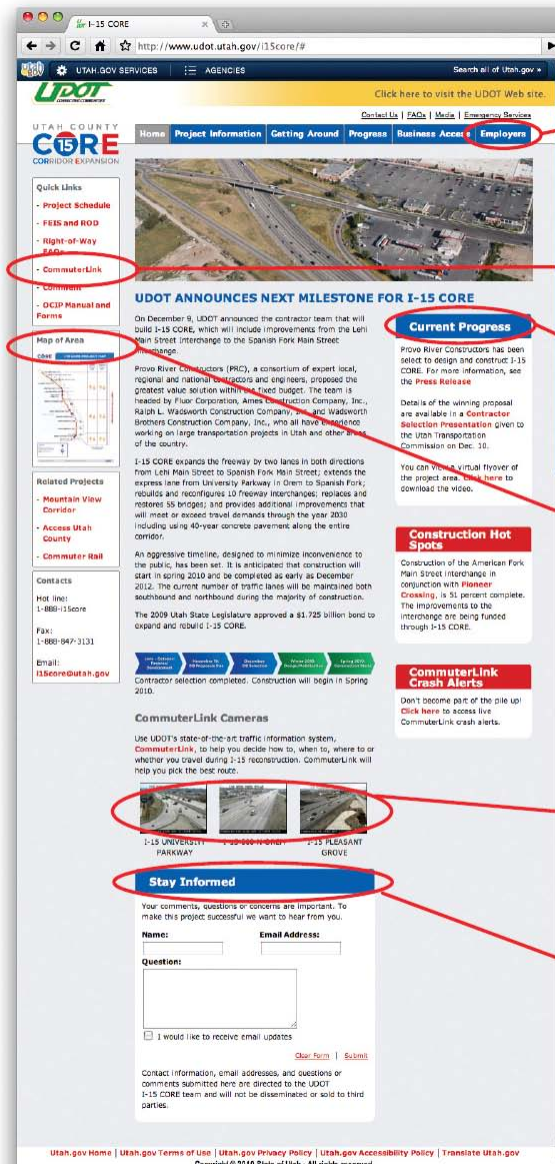 I-15 CORE
http://www.udot.utah.gov/i15core/#
UTAH.GOV SERVICES AGENCIES Search all of Utah.gov »
UDOT
Click here to visit the UDOT Web site.
Contact Us | FAQs | Media | Emergency Services
UTAH COUNTY
CORE
15
CORRIDOR EXPANSION
Home Project Information Getting Around Progress Business Access Employers
Quick Links
- Project Schedule
- FEIS and ROD
- Right-of-Way
FAQs
- CommuterLink
- Comment
- OCIP Manual and
Forms
Map of Area
CORE
Related Projects
- Mountain View
Corridor
- Access Utah
County
- Commuter Rail
Contacts
Hot line:
1-888-i15core
Fax:
1-888-847-3131
Email:
i15core@utah.gov
UDOT ANNOUNCES NEXT MILESTONE FOR I-15 CORE
On December 9, UDOT announced the contractor team that will
build I-15 CORE, which will include improvements from the Lehi
Main Street Interchange to the Spanish Fork Main Street
Interchange.
Provo River Constructors (PRC), a consortium of expert local,
regional and national contractors and engineers, proposed the
greatest value solution within the fixed budget. The team is
headed by Fluor Corporation, Ames Construction Company, Inc.,
Ralph L. Wadsworth Construction Company, Inc. and Wadsworth
Brothers Construction Company, Inc., who all have experience
working on large transportation projects in Utah and other areas
of the country.
I-15 CORE expands the freeway by two lanes in both directions
from Lehi Main Street to Spanish Fork Main Street; extends the
express lane from University Parkway in Orem to Spanish Fork;
rebuilds and reconfigures 10 freeway interchanges; replaces and
restores 55 bridges; and provides additional improvements that
will meet or exceed travel demands through the year 2030
including using 40-year concrete pavement along the entire
corridor.
An aggressive timeline, designed to minimize inconvenience to
the public, has been set. It is anticipated that construction will
start in spring 2010 and be completed as early as December
2012. The current number of traffic lanes will be maintained both
southbound and northbound during the majority of construction.
The 2009 Utah State Legislature approved a $1.725 billion bond to
expand and rebuild I-15 CORE.
Contractor selection completed. Construction will begin in Spring
2010.
CommuterLink Cameras
Use UDOT's state-of-the-art traffic information system,
CommuterLink, to help you decide how to, when to, where to or
whether you travel during I-15 reconstruction. CommuterLink will
help you pick the best route.
I-15 UNIVERSITY
PARKWAY
I-15 PLEASANT
GROVE
Stay Informed
Your comments, questions or concerns are important. To
make this project successful we want to hear from you.
Name: Email Address:
Question:
I would like to receive email updates
Clear Form | Submit
Contact information, email addresses, and questions or
comments submitted here are directed to the UDOT
I-15 CORE team and will not be disseminated or sold to third
parties.
Current Progress
Provo River Constructors has been
select to design and construct I-15
CORE. For more information, see
the Press Release
Details of the winning proposal
are available in a Contractor
Selection Presentation given to
the Utah Transportation
Commission on Dec. 10.
You can view a virtual flyover of
the project area. Click here to
download the video.
Construction Hot
Spots
Construction of the American Fork
Main Street interchange in
conjunction with Pioneer
Crossing, is 51 percent complete.
The improvements to the
interchange are being funded
through I-15 CORE.
CommuterLink
Crash Alerts
Don't become part of the pile up!
Click here to access live
CommuterLink crash alerts.
Utah.gov Home | Utah.gov Terms of Use | Utah.gov Privacy Policy | Utah.gov Accessibility Policy | Translate Utah.gov